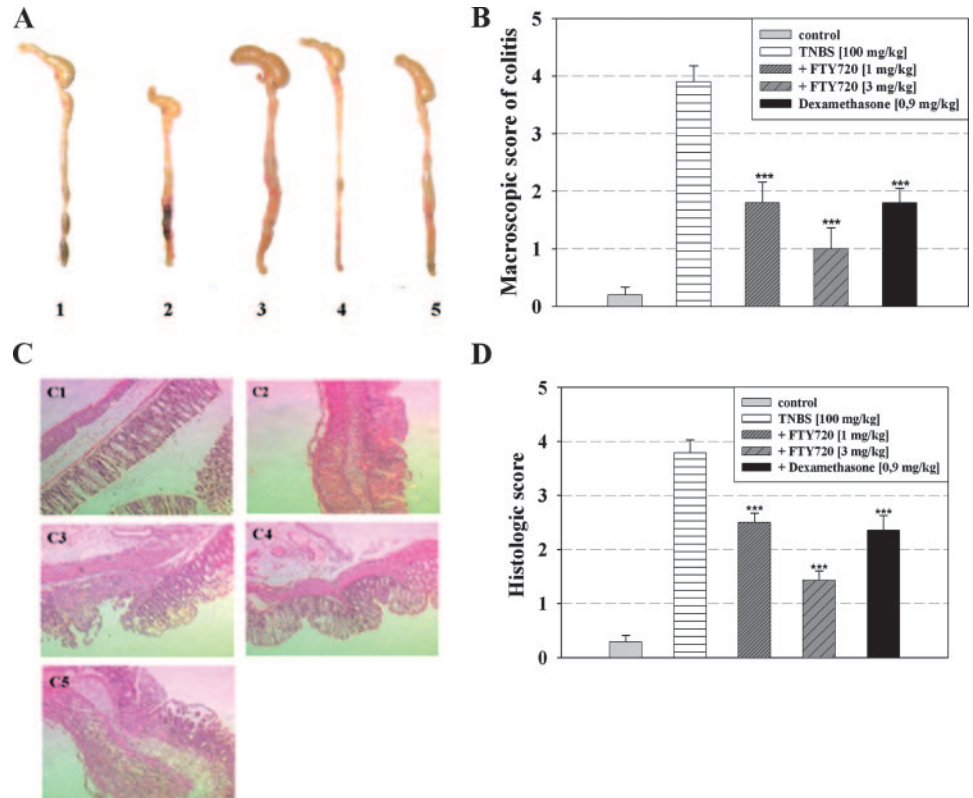 A
1 2 3 4 5
B
Macroscopic score of colitis
5
4
3
2
1
0
control
TNBS [100 mg/kg]
+ FTY720 [1 mg/kg]
+ FTY720 [3 mg/kg]
Dexamethasone [0,9 mg/kg]
*** *** ***
C
C1 C2
C3 C4
C5
D
Histologic score
5
4
3
2
1
0
control
TNBS [100 mg/kg]
+ FTY720 [1 mg/kg]
+ FTY720 [3 mg/kg]
+ Dexamethasone [0,9 mg/kg]
*** *** ***